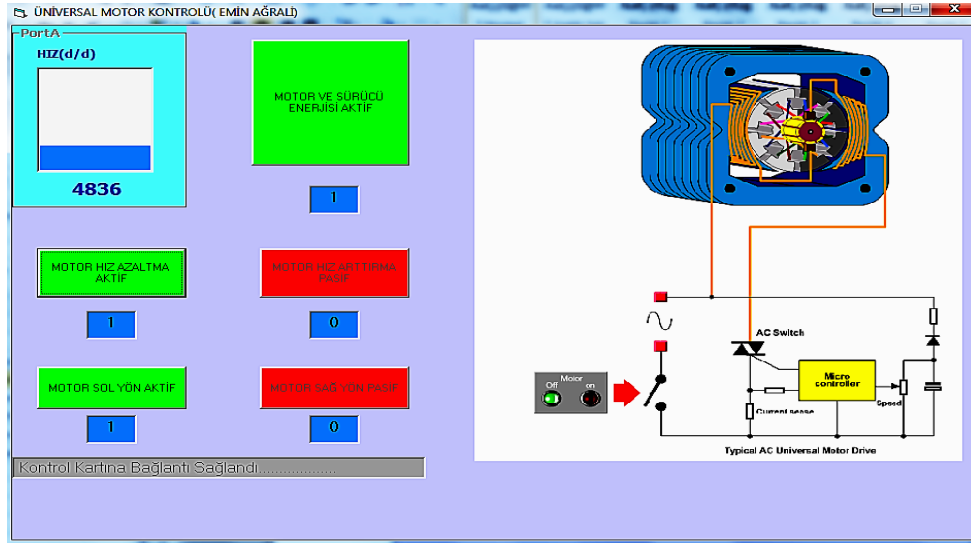 ÜNİVERSAL MOTOR KONTROLÜ( EMİN AĞRALİ)
PortA
HIZ(d/d)
4836
MOTOR VE SÜRÜCÜ
ENERJİSİ AKTİF
1
MOTOR HIZ AZALTMA
AKTİF
MOTOR HIZ ARTTIRMA
PASİF
1
0
MOTOR SOL YÖN AKTİF
MOTOR SAĞ YÖN PASİF
1
0
Kontrol Kartına Bağlantı Sağlandı..................
AC Switch
Micro
controller
Motor
Off
on
Speed
Current sense
Typical AC Universal Motor Drive